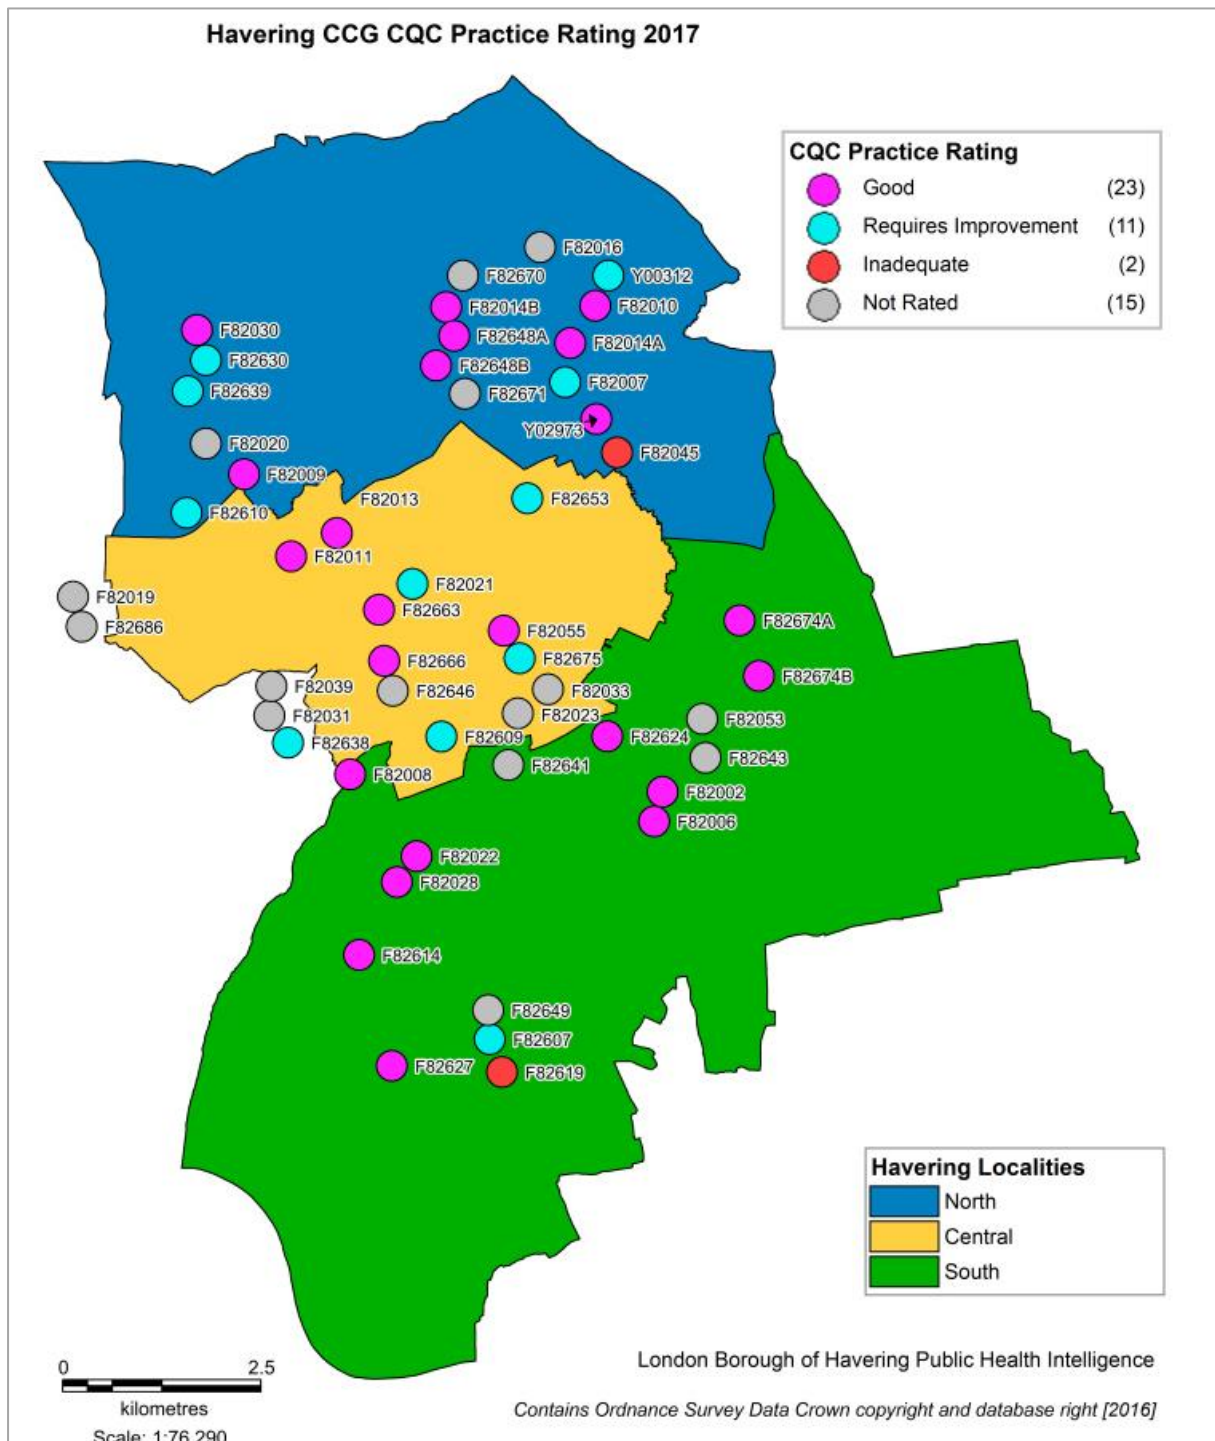 Havering CCG CQC Practice Rating 2017
CQC Practice Rating
Good (23)
Requires Improvement (11)
Inadequate (2)
Not Rated (15)
F82016
F82670
Y00312
F82014B
F82010
F82030
F82648A
F82014A
F82630
F82648B
F82007
F82639
F82671
Y02973
F82020
F82045
F82009
F82013
F82653
F82610
F82011
F82021
F82019
F82663
F82686
F82055
F82674A
F82675
F82666
F82674B
F82039
F82646
F82033
F82031
F82023
F82053
F82638
F82609
F82624
F82643
F82008
F82641
F82002
F82006
F82022
F82028
F82614
F82649
F82607
F82627
F82619
Havering Localities
North
Central
South
0 2.5
kilometres
Scale: 1:76,290
London Borough of Havering Public Health Intelligence
Contains Ordnance Survey Data Crown copyright and database right [2016]